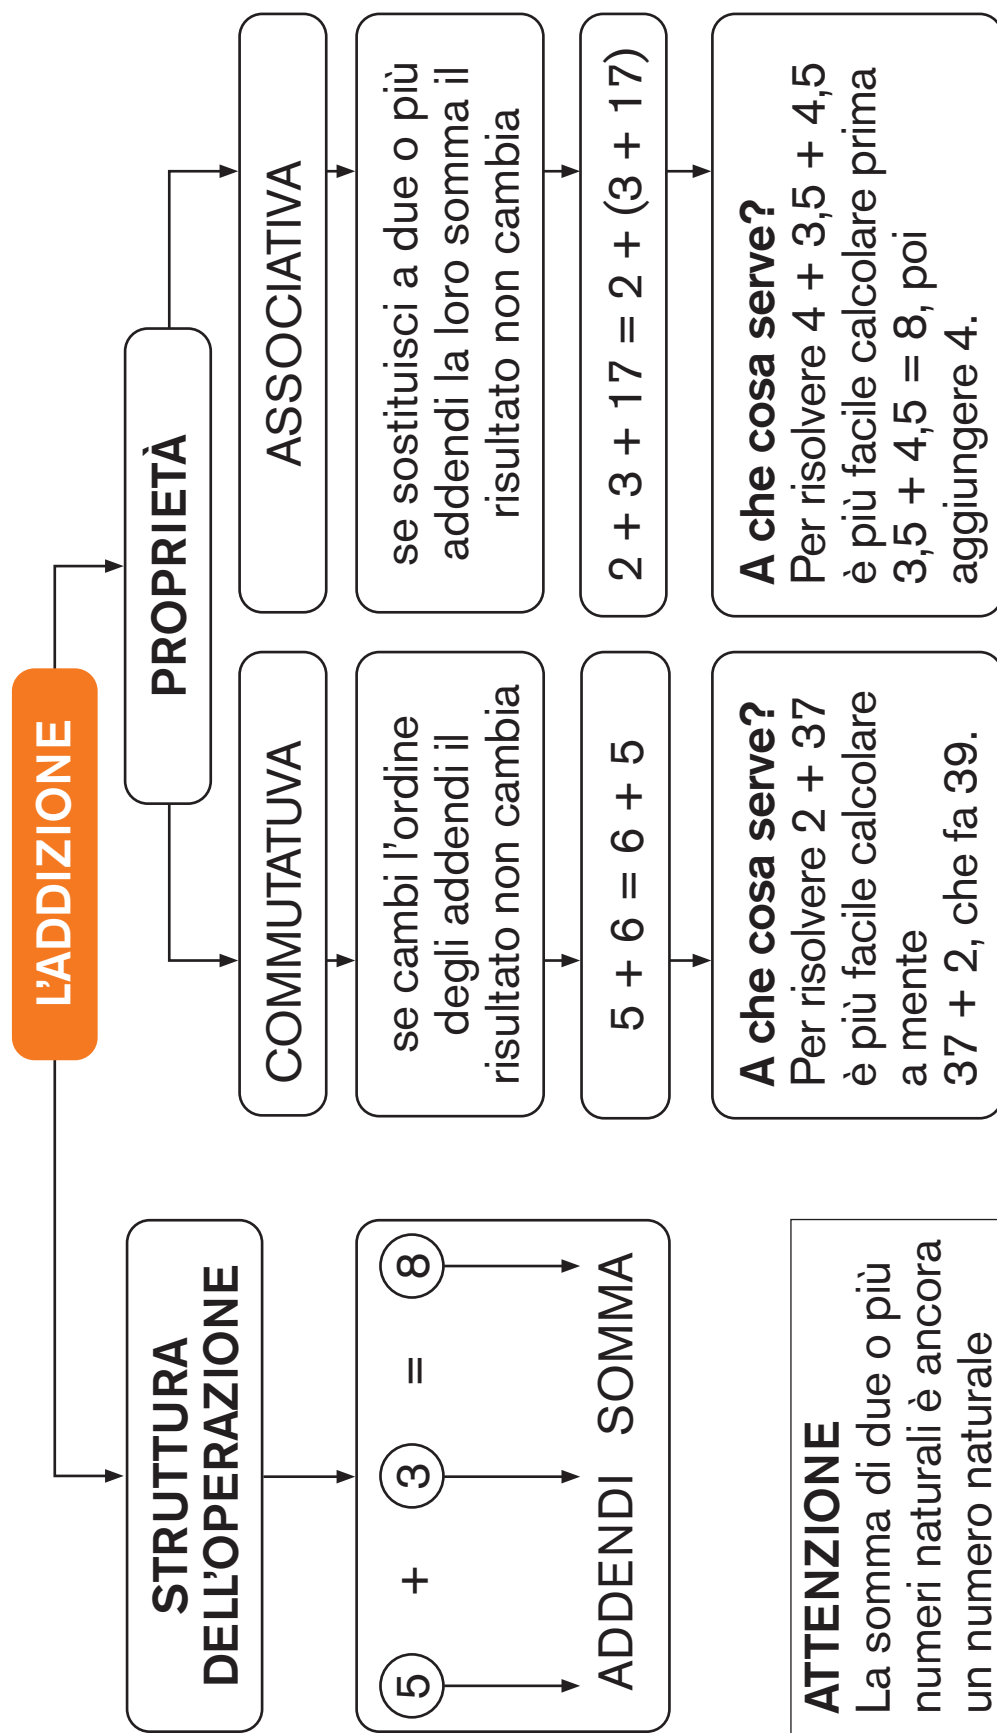 L'ADDIZIONE
STRUTTURA
DELL'OPERAZIONE
5 + 3 = 8
ADDENDI SOMMA
ATTENZIONE
La somma di due o più
numeri naturali è ancora
un numero naturale
PROPRIETÀ
COMMUTATUVA
se cambi l'ordine
degli addendi il
risultato non cambia
5 + 6 = 6 + 5
A che cosa serve?
Per risolvere 2 + 37
è più facile calcolare
a mente
37 + 2, che fa 39.
ASSOCIATIVA
se sostituisci a due o più
addendi la loro somma il
risultato non cambia
2 + 3 + 17 = 2 + (3 + 17)
A che cosa serve?
Per risolvere 4 + 3,5 + 4,5
è più facile calcolare prima
3,5 + 4,5 = 8, poi
aggiungere 4.